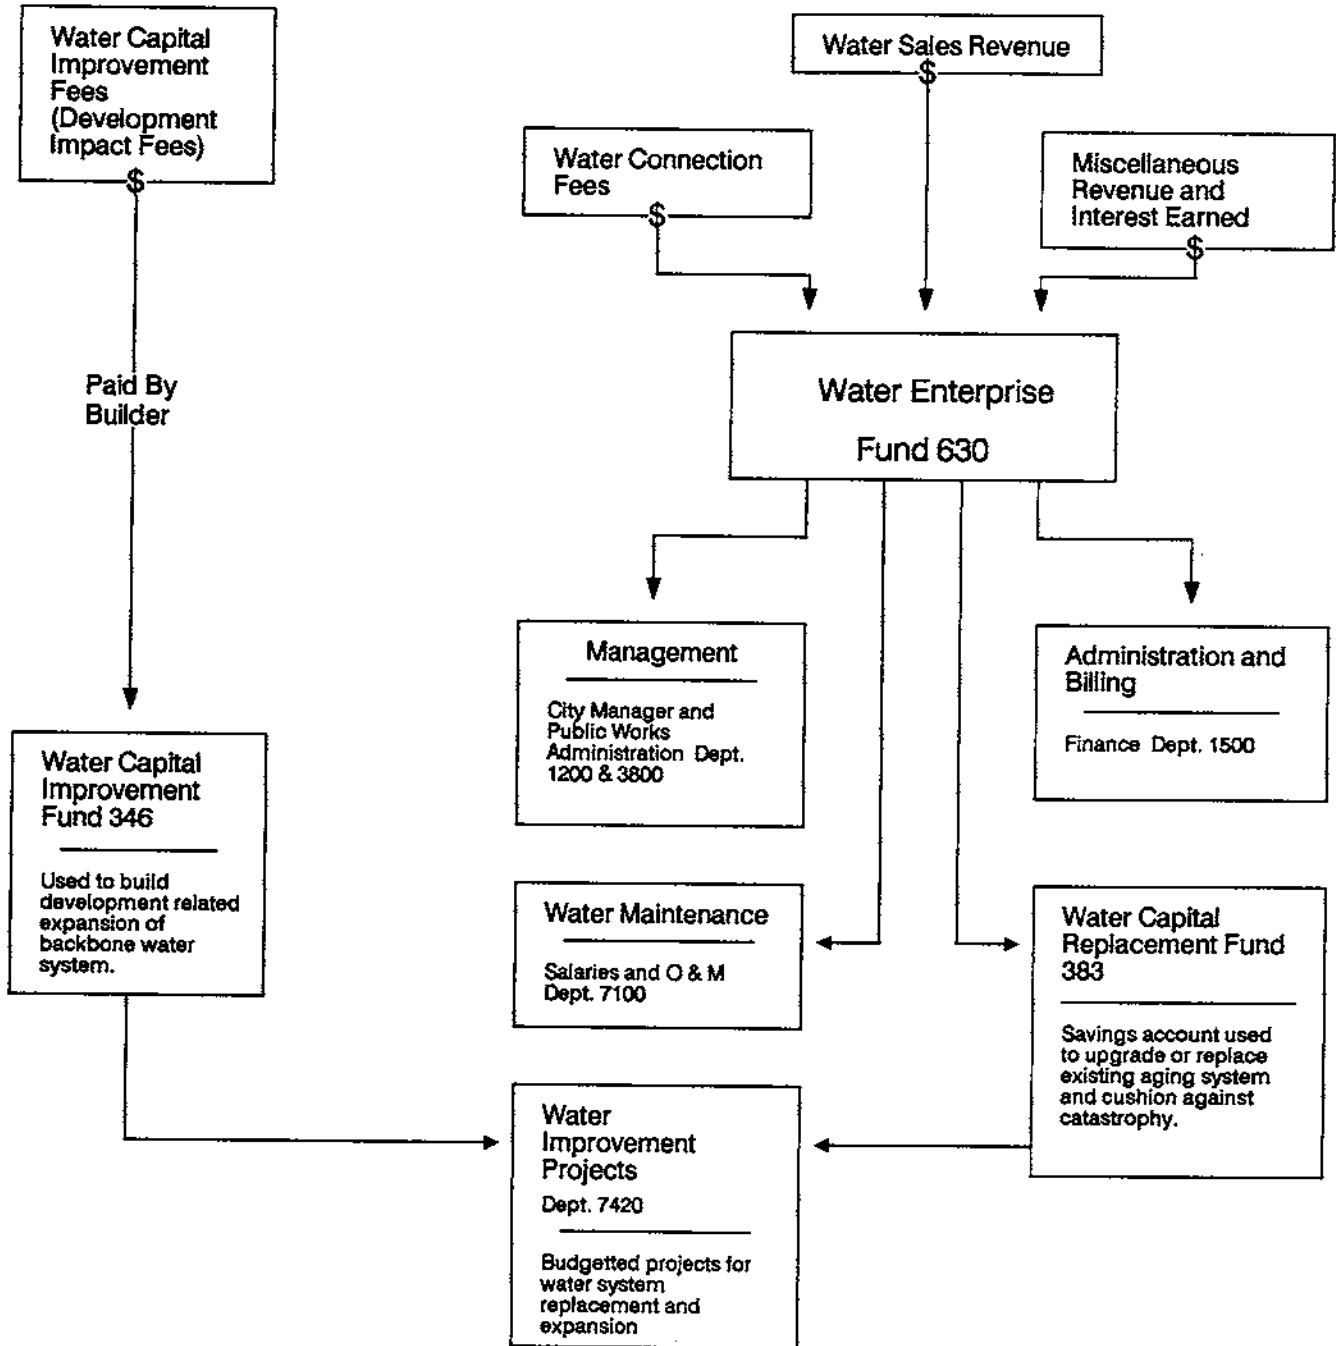 Water Capital
Improvement
Fees
(Development
Impact Fees)
$
Water Sales Revenue
$
Water Connection
Fees
$
Miscellaneous
Revenue and
Interest Earned
$
Paid By
Builder
Water Enterprise
Fund 630
Management
City Manager and
Public Works
Administration Dept.
1200 & 3800
Administration and
Billing
Finance Dept. 1500
Water Capital
Improvement
Fund 346
Used to build
development related
expansion of
backbone water
system.
Water Maintenance
Salaries and O & M
Dept. 7100
Water Capital
Replacement Fund
383
Savings account used
to upgrade or replace
existing aging system
and cushion against
catastrophy.
Water
Improvement
Projects
Dept. 7420
Budgetted projects for
water system
replacement and
expansion